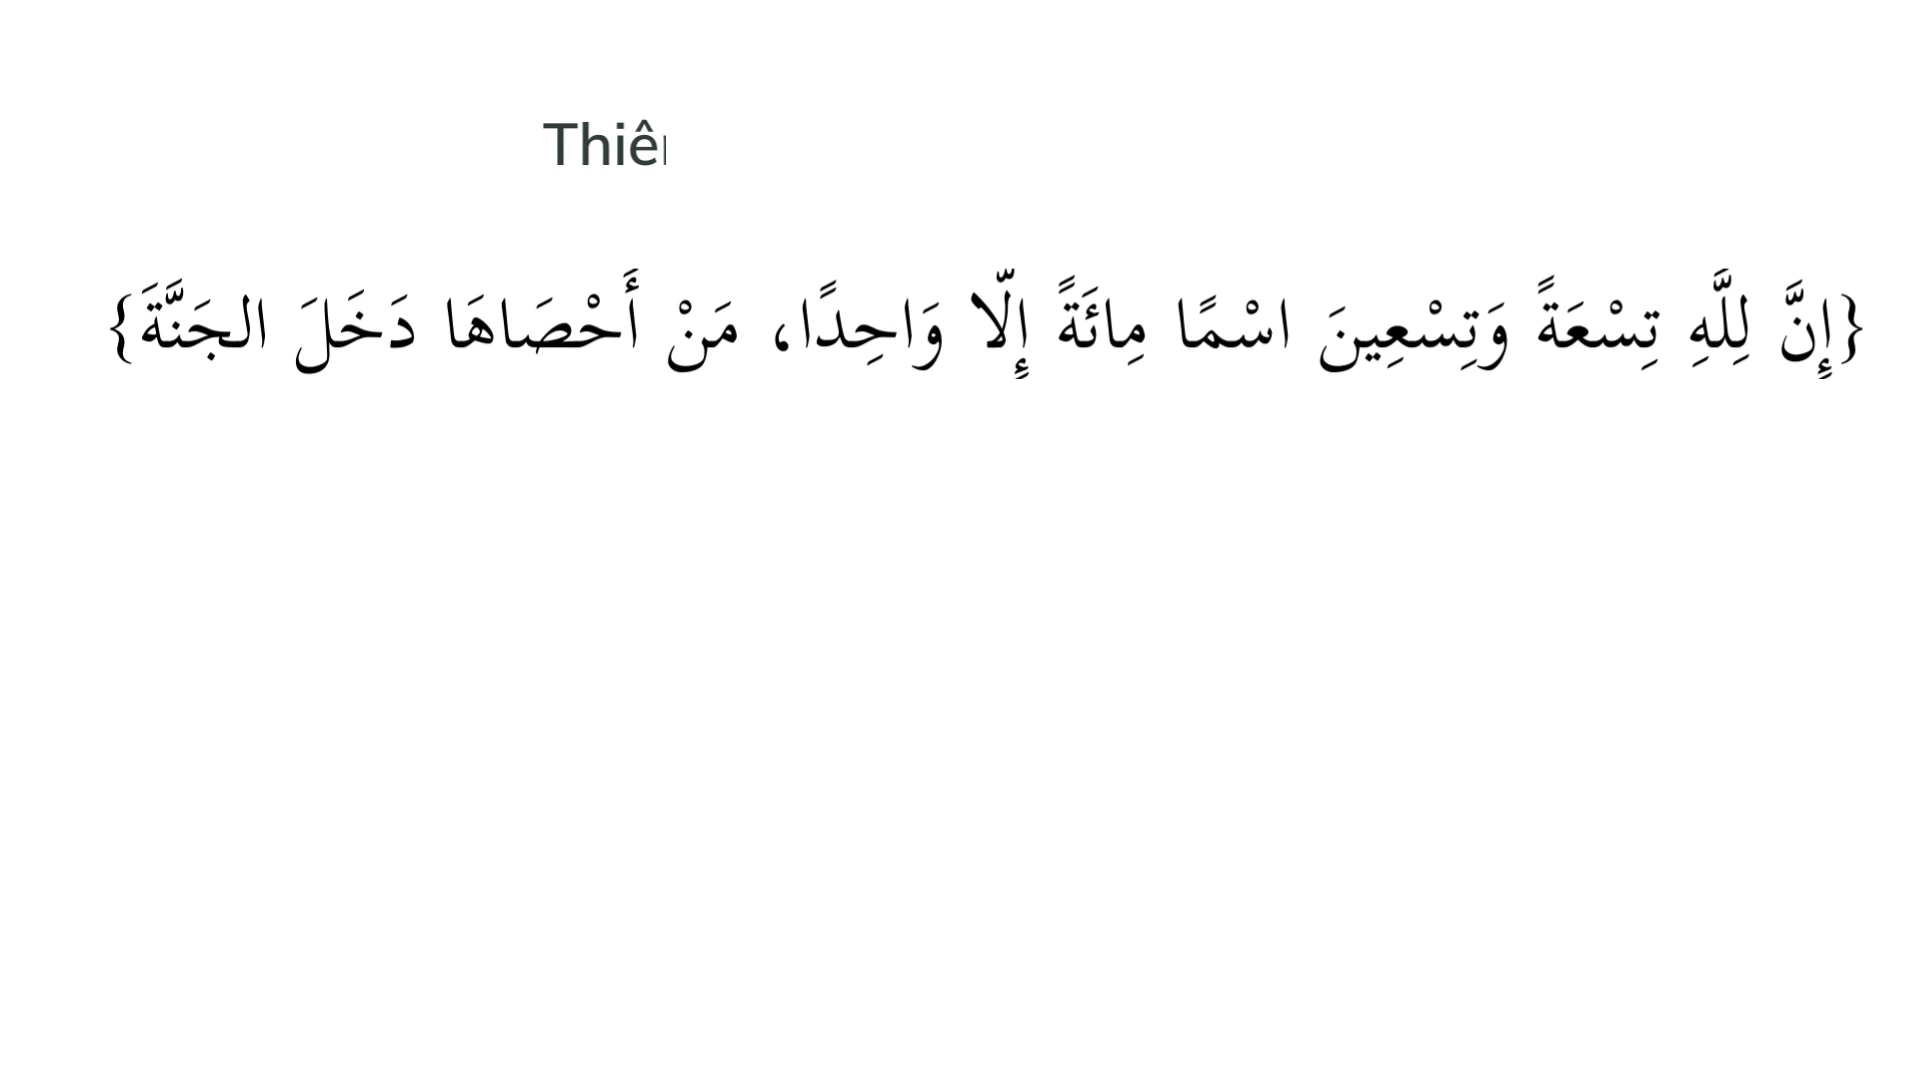 Thiê
{إِنَّ لِلَّهِ تِسْعَةً وَتِسْعِينَ اسْمًا مِائَةً إِلّا وَاحِدًا، مَنْ أَحْصَاهَا دَخَلَ الجَنَّةَ}